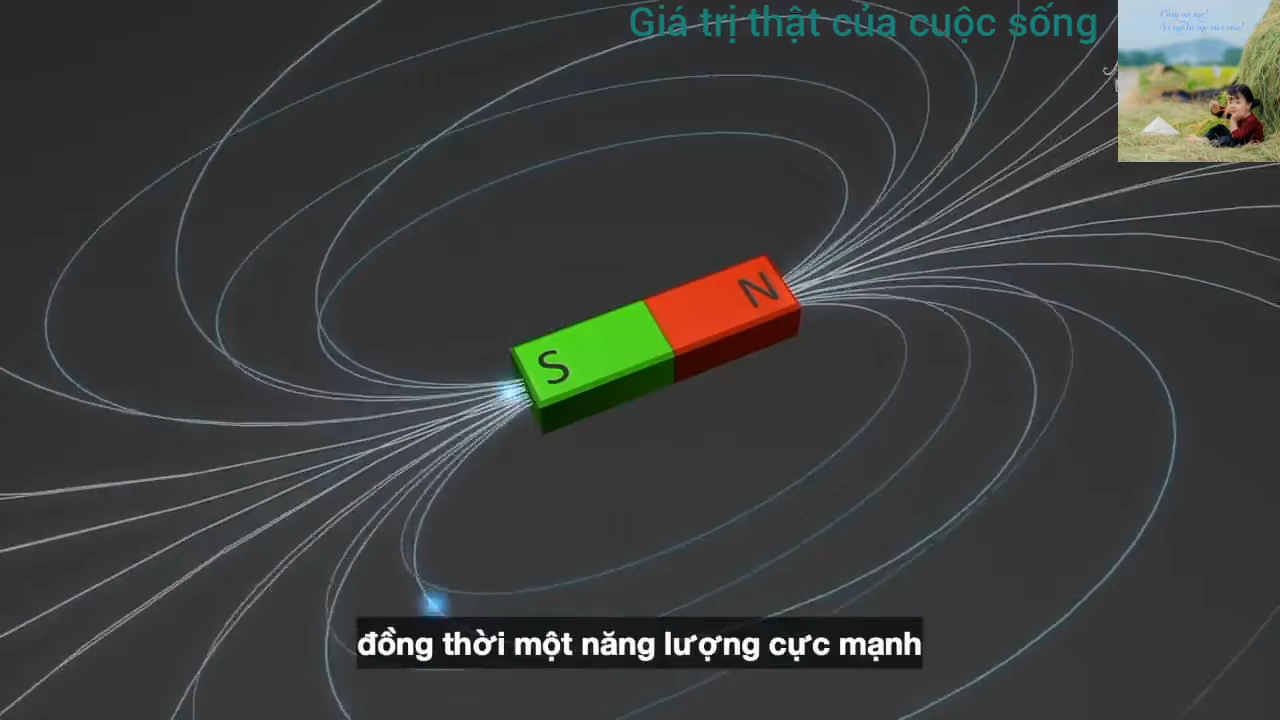 Giá trị thật của cuộc sống
N
S
đồng thời một năng lượng cực mạnh